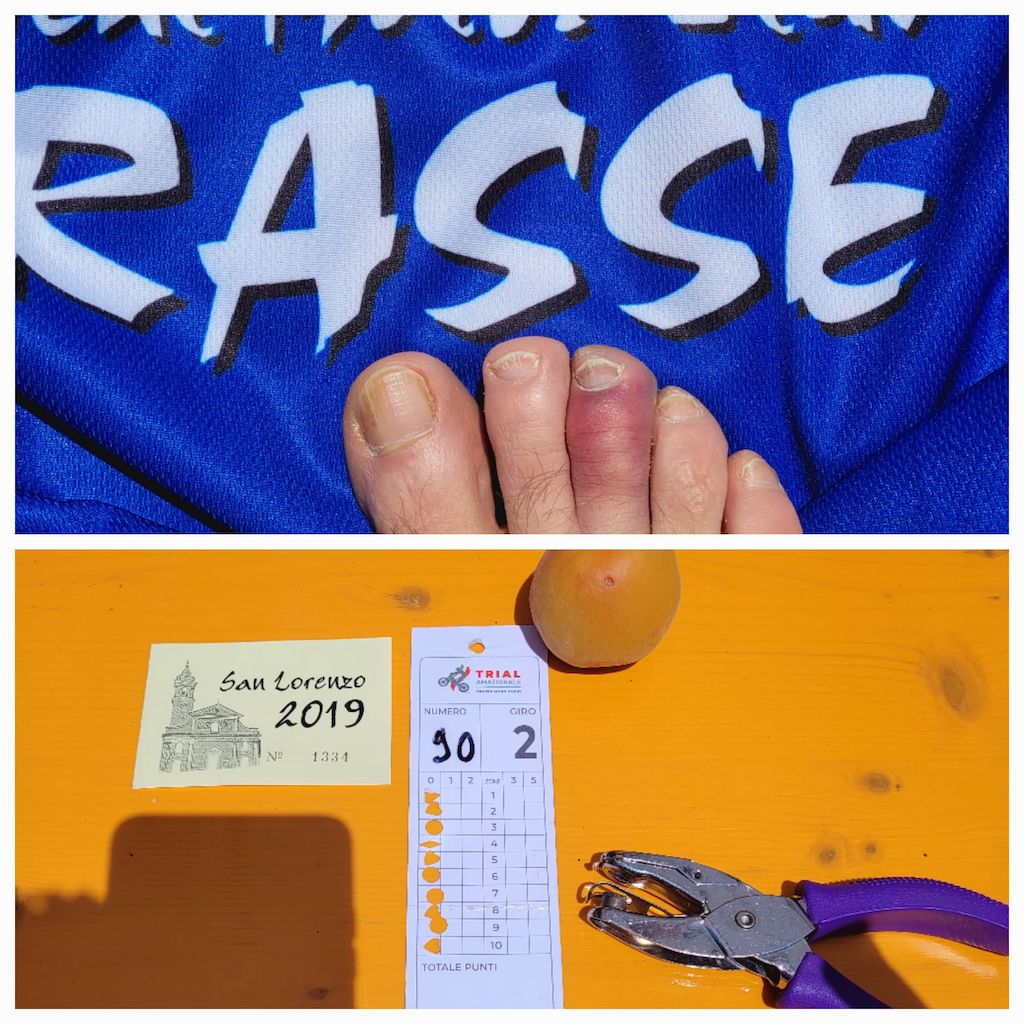 RASSE
San Lorenzo
2019
Nº 1334
TRIAL
AMATORIALE
NUMERO GIRO
90 2
0 1 2 ZONE 3 5
1
2
3
4
5
6
7
8
9
10
TOTALE PUNTI